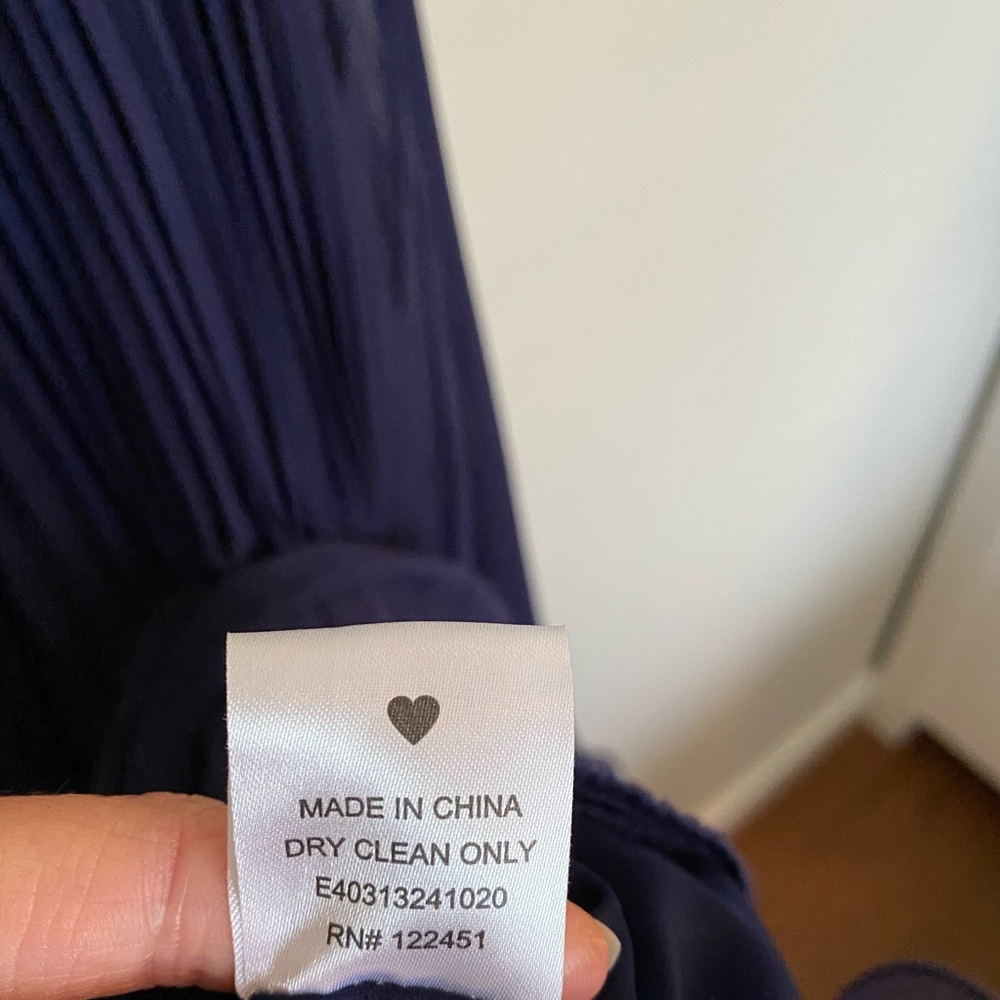 MADE IN CHINA
DRY CLEAN ONLY
E40313241020
RN# 122451